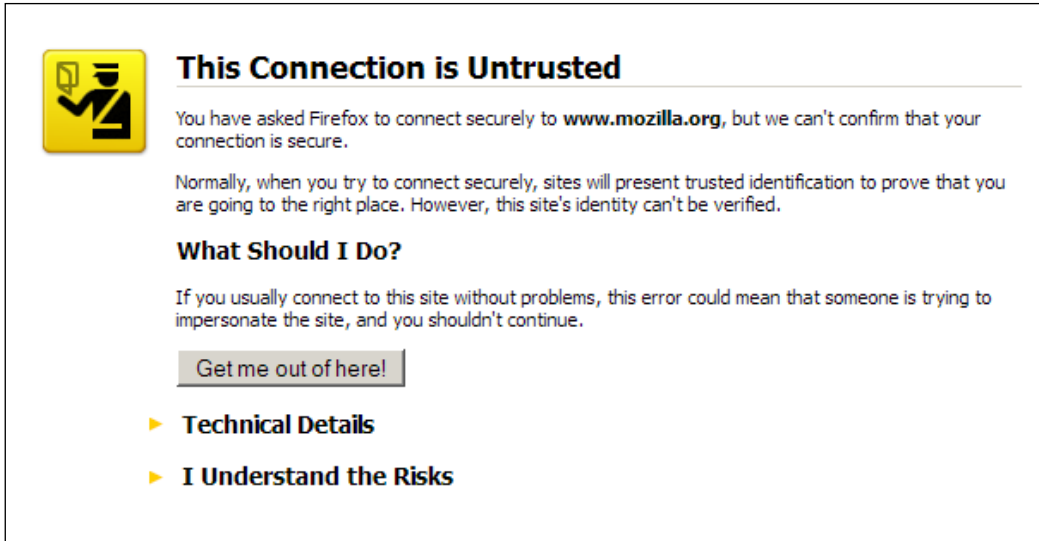 This Connection is Untrusted
You have asked Firefox to connect securely to www.mozilla.org, but we can't confirm that your
connection is secure.
Normally, when you try to connect securely, sites will present trusted identification to prove that you
are going to the right place. However, this site's identity can't be verified.
What Should I Do?
If you usually connect to this site without problems, this error could mean that someone is trying to
impersonate the site, and you shouldn't continue.
Get me out of here!
Technical Details
I Understand the Risks